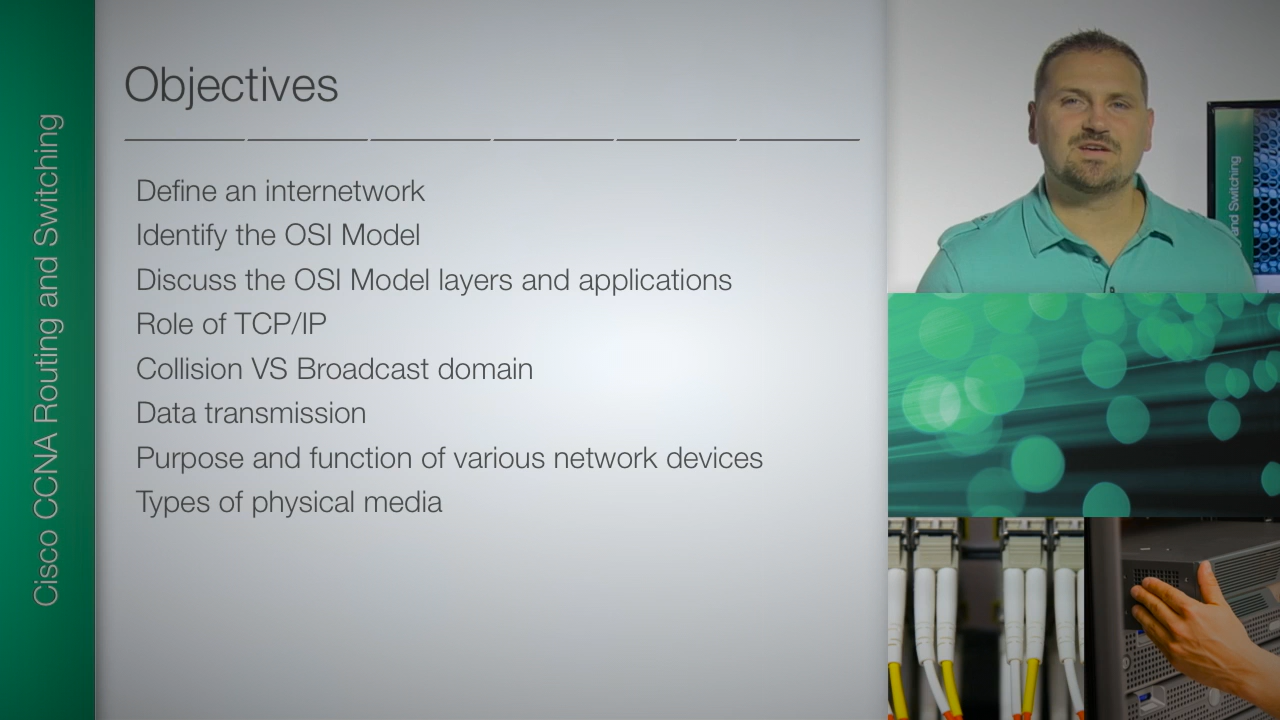 Cisco CCNA Routing and Switching
Objectives
Define an internetwork
Identify the OSI Model
Discuss the OSI Model layers and applications
Role of TCP/IP
Collision VS Broadcast domain
Data transmission
Purpose and function of various network devices
Types of physical media
and Switching